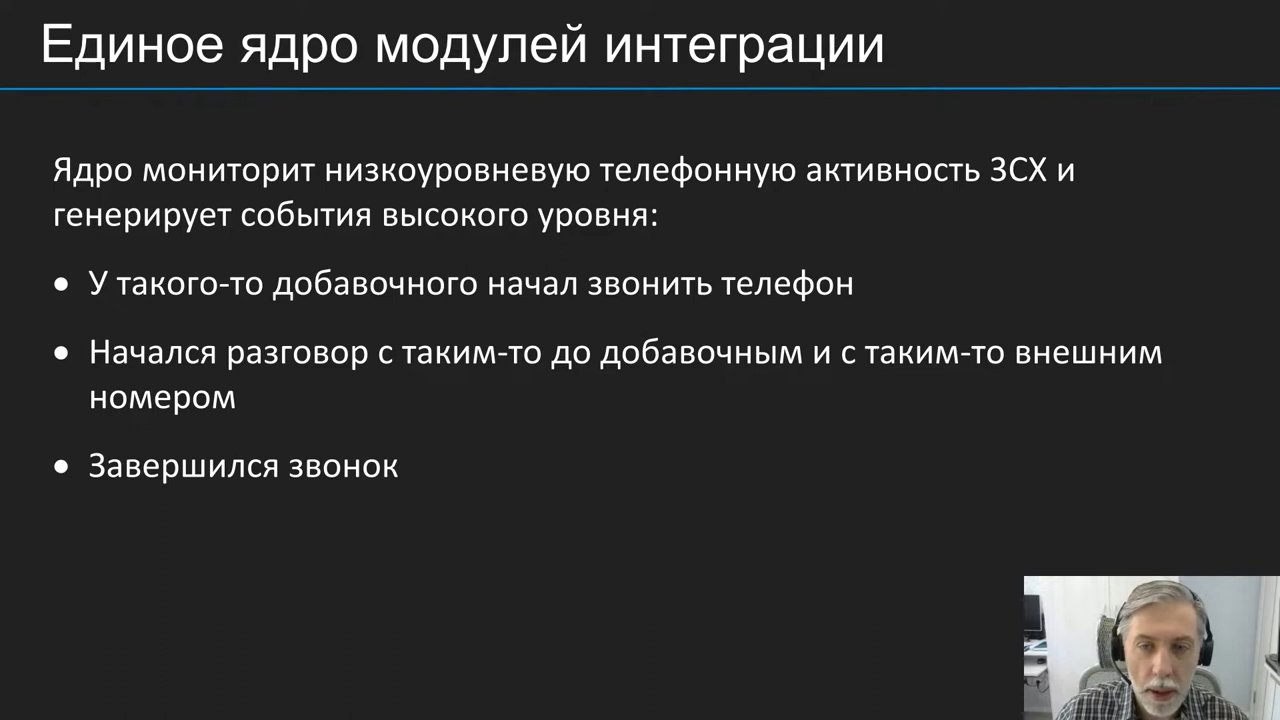 Единое ядро модулей интеграции
Ядро мониторит низкоуровневую телефонную активность 3CX и
генерирует события высокого уровня:
• У такого-то добавочного начал звонить телефон
• Начался разговор с таким-то до добавочным и с таким-то внешним
номером
• Завершился звонок